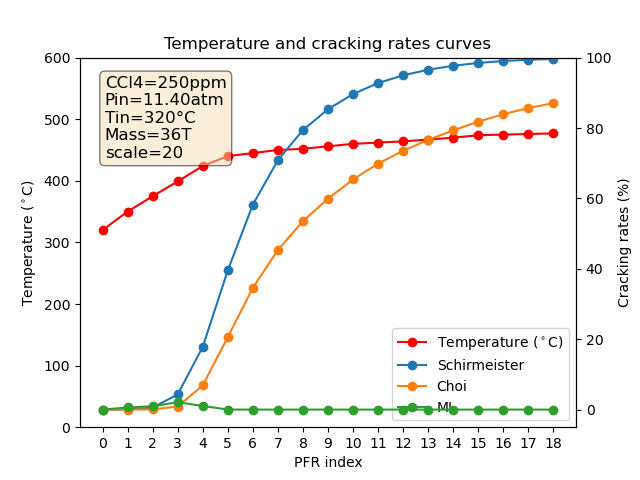 Temperature and cracking rates curves
CCl4=250ppm
Pin=11.40atm
Tin=320°C
Mass=36T
scale=20
600
500
400
300
200
100
0
Temperature (°C)
100
80
60
40
20
0
Cracking rates (%)
Temperature (°C)
Schirmeister
Choi
ML
0 1 2 3 4 5 6 7 8 9 10 11 12 13 14 15 16 17 18
PFR index